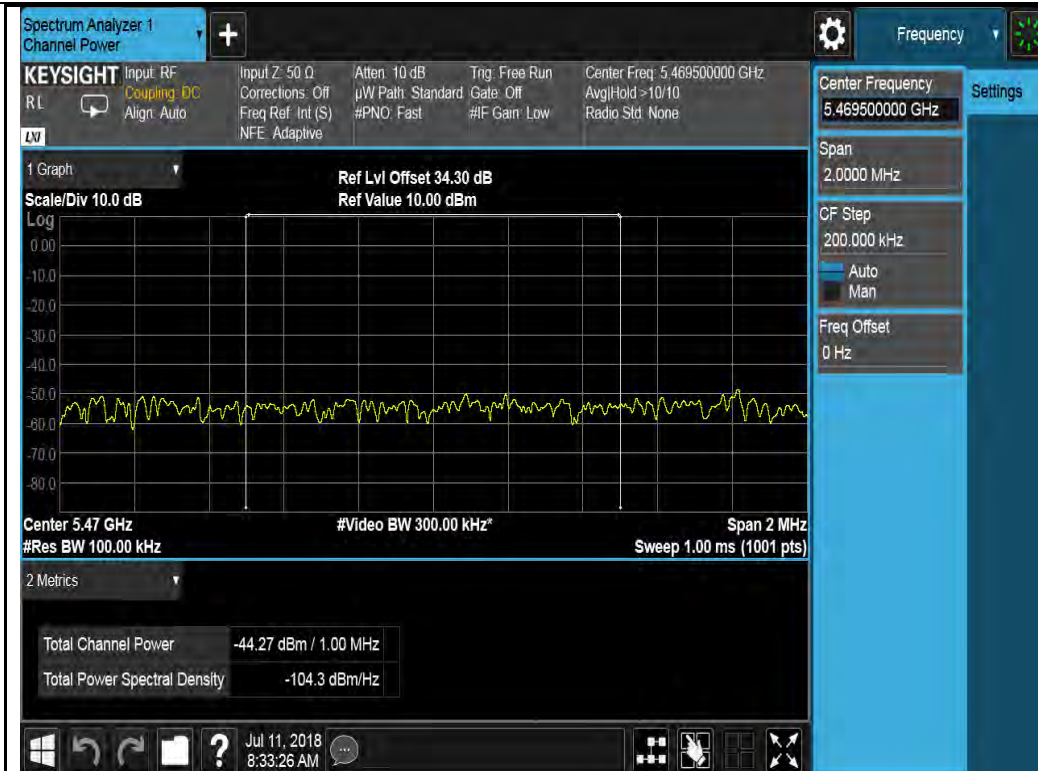 Spectrum Analyzer 1
Channel Power
+
Frequency
KEYSIGHT
R L
LXI
Input: RF
Coupling: DC
Align: Auto
Input Z: 50 Ω
Corrections: Off
Freq Ref: Int (S)
NFE: Adaptive
Atten: 10 dB
µW Path: Standard
#PNO: Fast
Trig: Free Run
Gate: Off
#IF Gain: Low
Center Freq: 5.469500000 GHz
Avg|Hold >10/10
Radio Std: None
Center Frequency
5.469500000 GHz
Settings
Span
2.0000 MHz
CF Step
200.000 kHz
Auto
Man
Freq Offset
0 Hz
1 Graph
Ref Lvl Offset 34.30 dB
Scale/Div 10.0 dB
Ref Value 10.00 dBm
Log
0.00
-10.0
-20.0
-30.0
-40.0
-50.0
-60.0
-70.0
-80.0
Center 5.47 GHz
#Video BW 300.00 kHz*
Span 2 MHz
#Res BW 100.00 kHz
Sweep 1.00 ms (1001 pts)
2 Metrics
Total Channel Power
-44.27 dBm / 1.00 MHz
Total Power Spectral Density
-104.3 dBm/Hz
?
Jul 11, 2018
8:33:26 AM